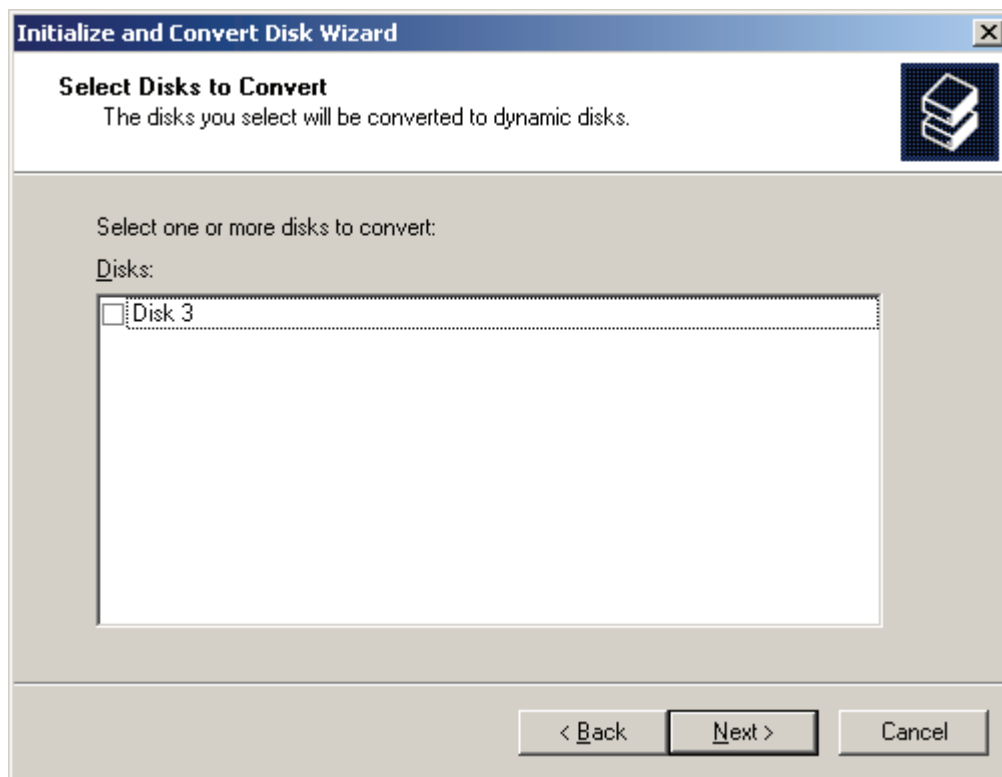 Initialize and Convert Disk Wizard
Select Disks to Convert
The disks you select will be converted to dynamic disks.
Select one or more disks to convert:
Disks:
Disk 3
< Back
Next >
Cancel